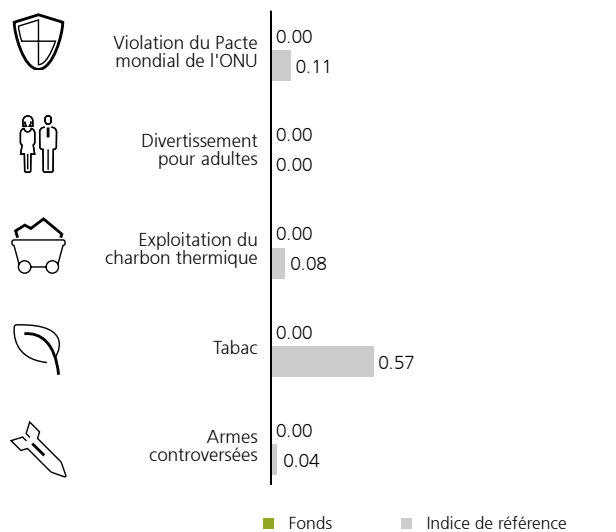 Violation du Pacte
mondial de l'ONU
0.00
0.11
Divertissement
pour adultes
0.00
0.00
Exploitation du
charbon thermique
0.00
0.08
Tabac
0.00
0.57
Armes
controversées
0.00
0.04
Fonds
Indice de référence